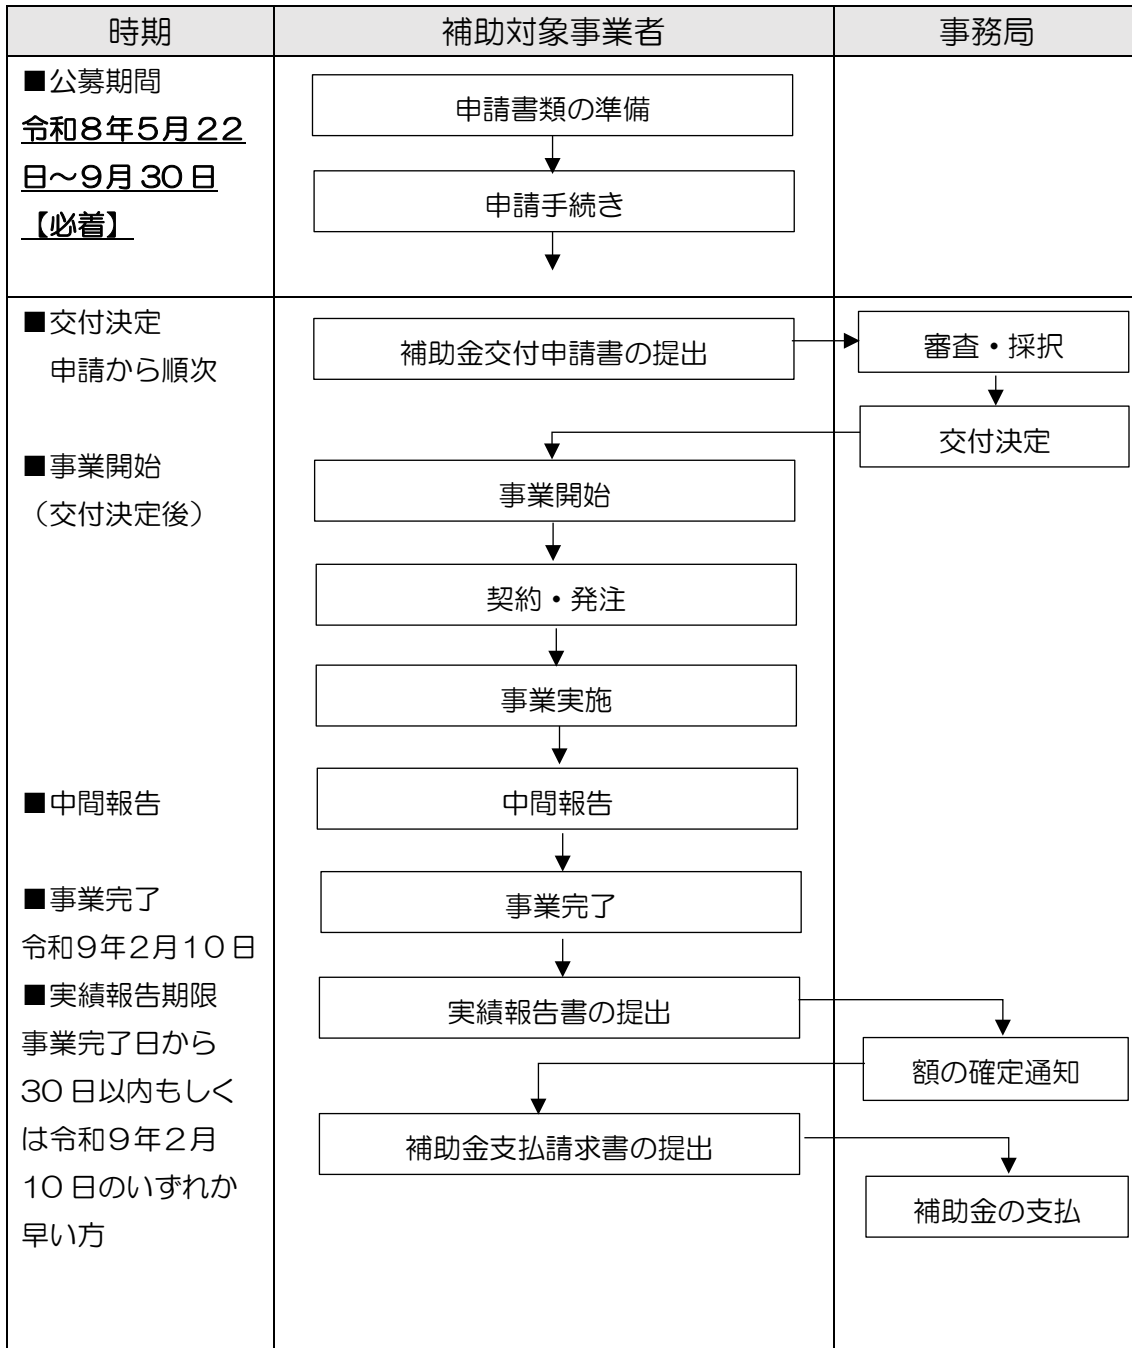 時期
補助対象事業者
事務局
■公募期間
令和8年5月22
日～9月30日
【必着】
申請書類の準備
申請手続き
■交付決定
申請から順次
■事業開始
（交付決定後）
■中間報告
■事業完了
令和9年2月10日
■実績報告期限
事業完了日から
30日以内もしく
は令和9年2月
10日のいずれか
早い方
補助金交付申請書の提出
審査・採択
交付決定
事業開始
契約・発注
事業実施
中間報告
事業完了
実績報告書の提出
額の確定通知
補助金支払請求書の提出
補助金の支払